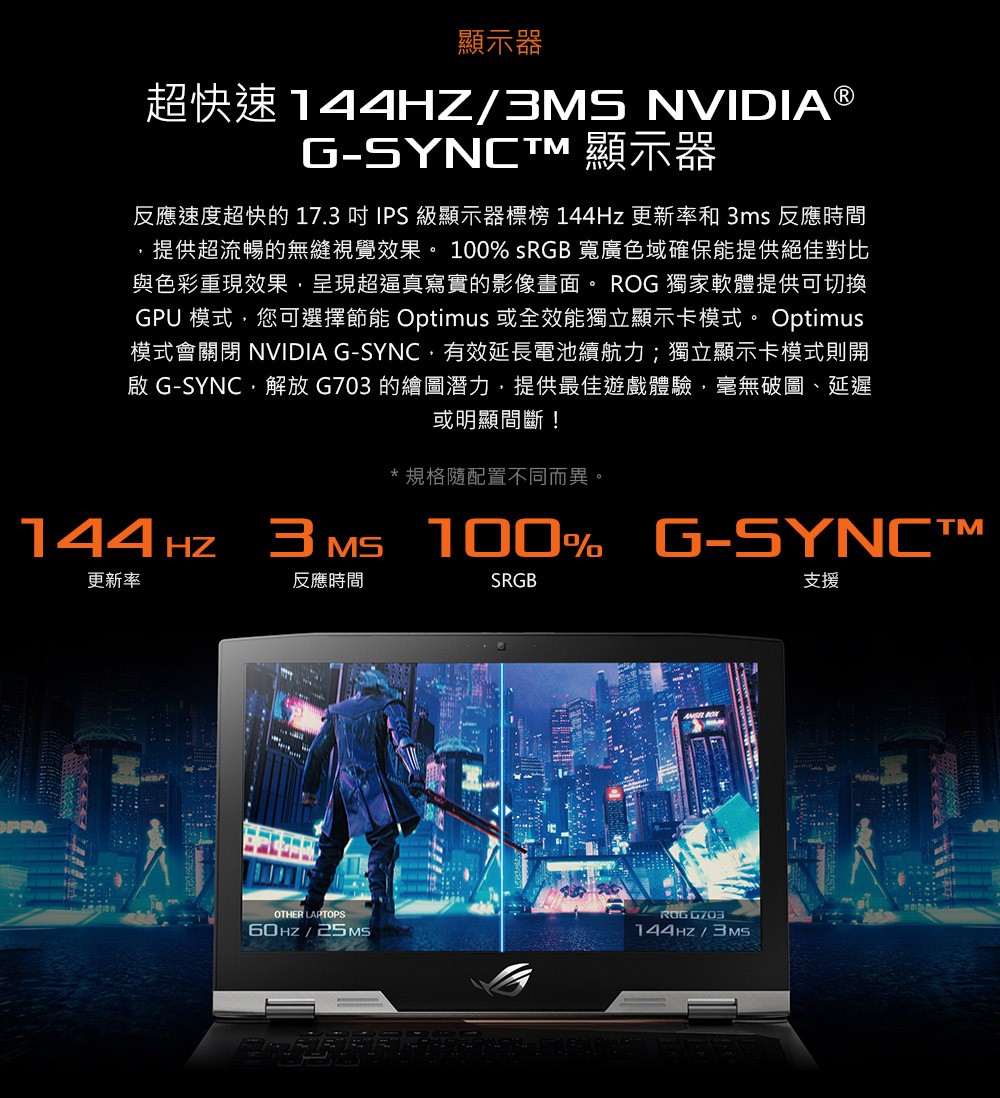 顯示器
超快速 144HZ/3MS NVIDIA®
G-SYNC™ 顯示器
反應速度超快的 17.3 吋 IPS 級顯示器標榜 144Hz 更新率和 3ms 反應時間
，提供超流暢的無縫視覺效果。 100% sRGB 寬廣色域確保能提供絕佳對比
與色彩重現效果，呈現超逼真寫實的影像畫面。 ROG 獨家軟體提供可切換
GPU 模式，您可選擇節能 Optimus 或全效能獨立顯示卡模式。 Optimus
模式會關閉 NVIDIA G-SYNC，有效延長電池續航力；獨立顯示卡模式則開
啟 G-SYNC，解放 G703 的繪圖潛力，提供最佳遊戲體驗，毫無破圖、延遲
或明顯間斷！
* 規格隨配置不同而異。
144 HZ 3 MS 100% G-SYNC™
更新率 反應時間 SRGB 支援
ANGEL BOX
OTHER LAPTOPS
60 HZ / 25 MS
ROG G703
144 HZ / 3 MS